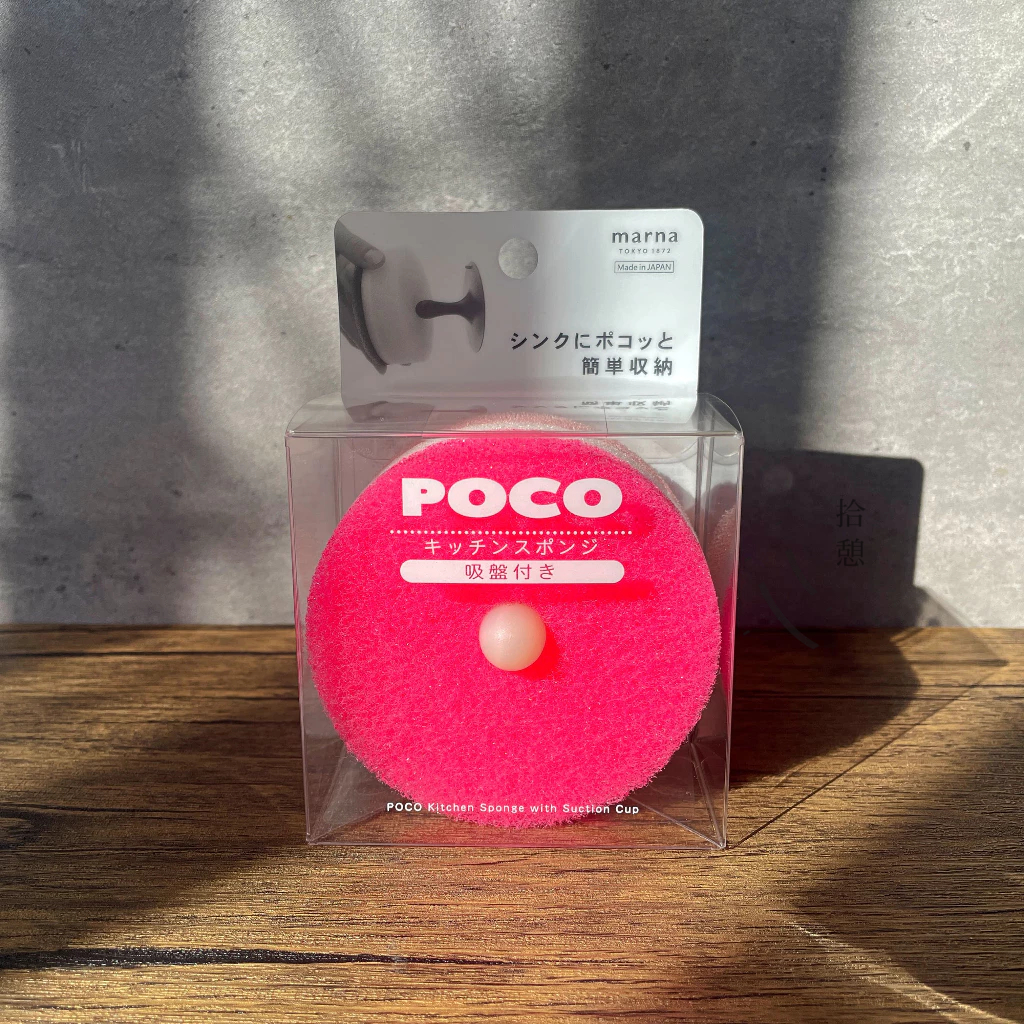 marna
TOKYO 1872
Made in JAPAN
シンクにポコッと
簡単収納
POCO
キッチンスポンジ
吸盤付き
POCO Kitchen Sponge with Suction Cup
拾
憩